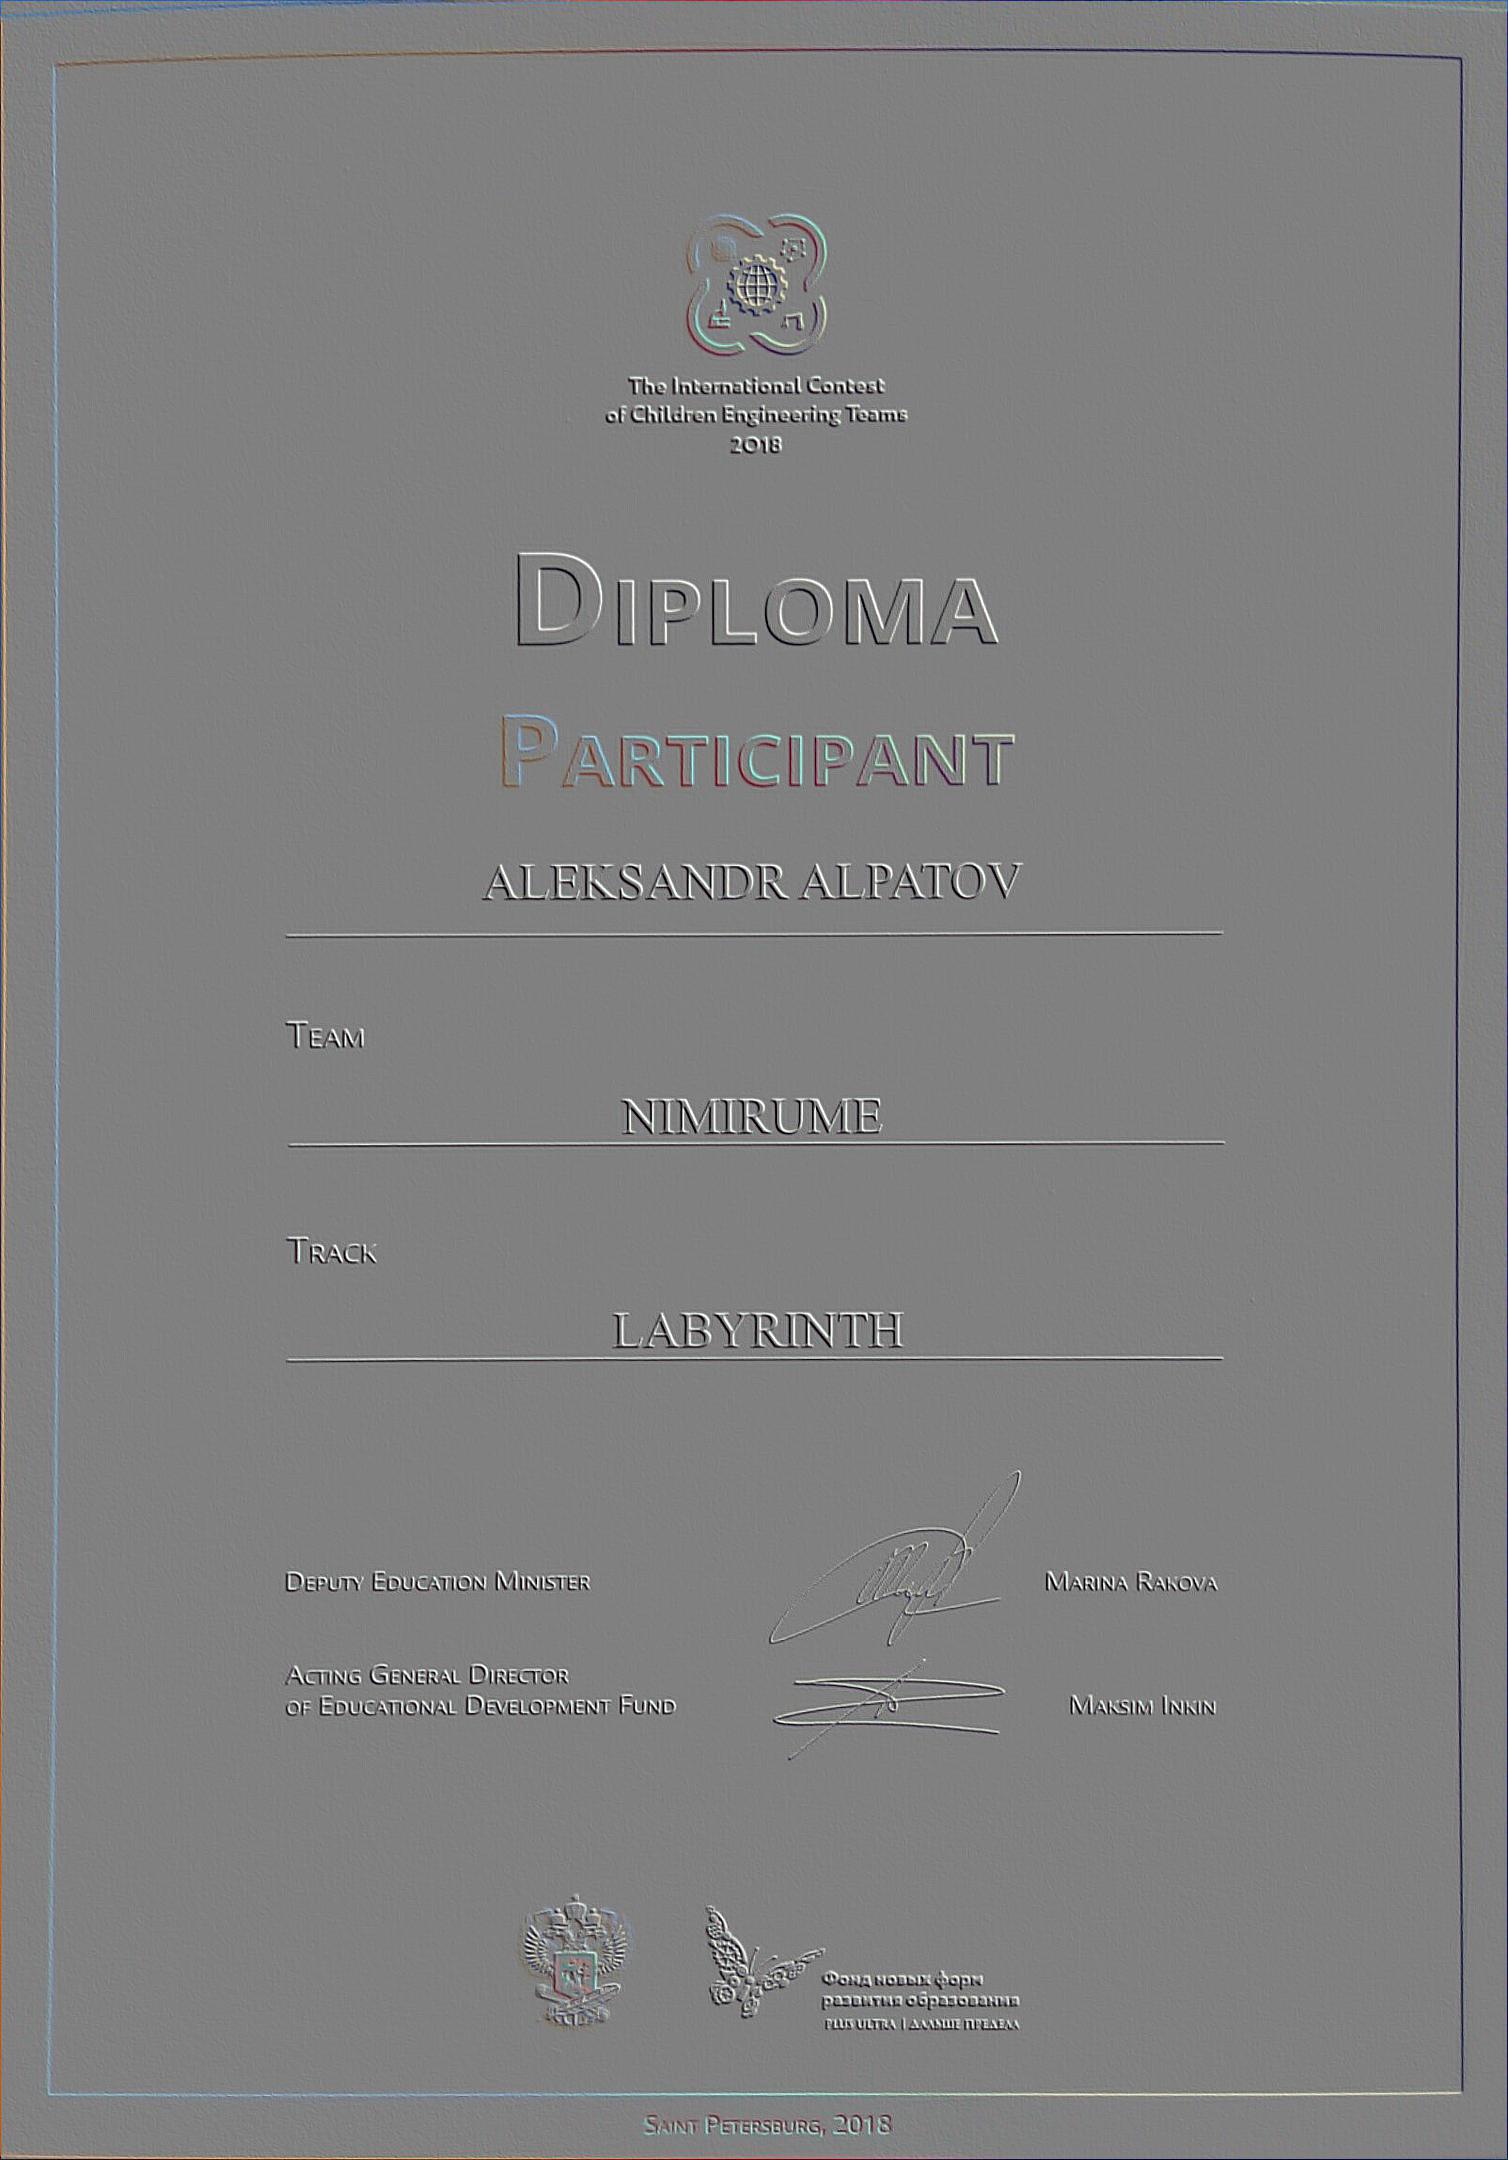 The International Contest
of Children Engineering Teams
2018
DIPLOMA
PARTICIPANT
ALEKSANDR ALPATOV
TEAM
NIMIRUME
TRACK
LABYRINTH
DEPUTY EDUCATION MINISTER
MARINA RAKOVA
ACTING GENERAL DIRECTOR
OF EDUCATIONAL DEVELOPMENT FUND
MAKSIM INKIN
Фонд новых форм
развития образования
PLUS ULTRA | ДАЛЬШЕ ПРЕДЕЛА
SAINT PETERSBURG, 2018